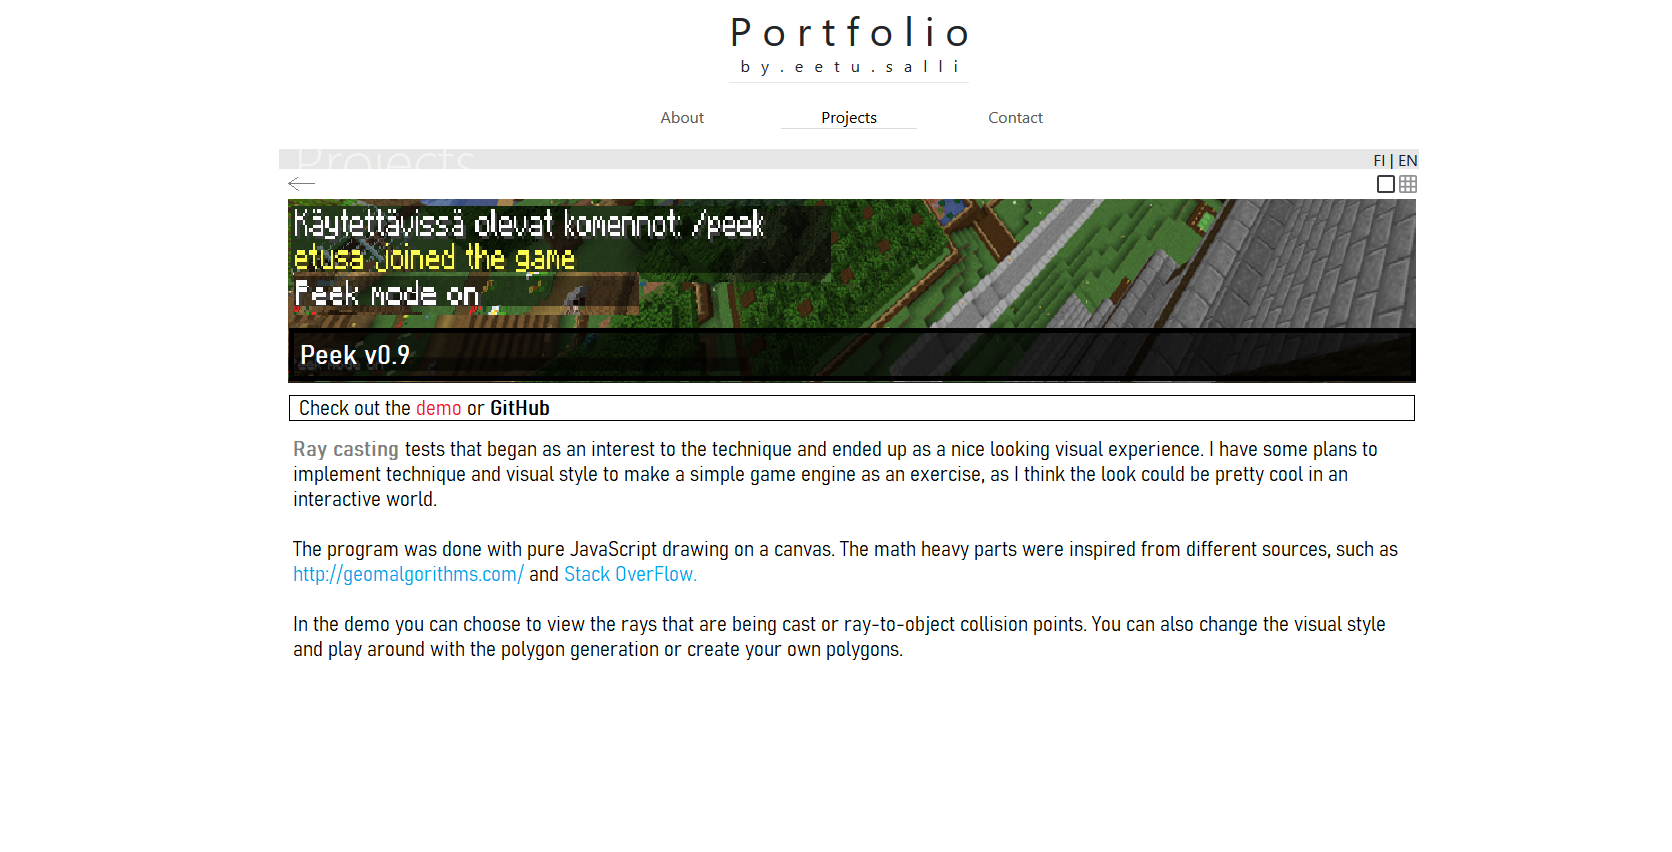 Portfolio
by.eetu.salli
About Projects Contact
Projects
FI | EN
Käytettävissä olevat komennot: /peek
etusa joined the game
Peek mode on
Peek v0.9
Check out the demo or GitHub
Ray casting tests that began as an interest to the technique and ended up as a nice looking visual experience. I have some plans to
implement technique and visual style to make a simple game engine as an exercise, as I think the look could be pretty cool in an
interactive world.
The program was done with pure JavaScript drawing on a canvas. The math heavy parts were inspired from different sources, such as
http://geomalgorithms.com/ and Stack OverFlow.
In the demo you can choose to view the rays that are being cast or ray-to-object collision points. You can also change the visual style
and play around with the polygon generation or create your own polygons.